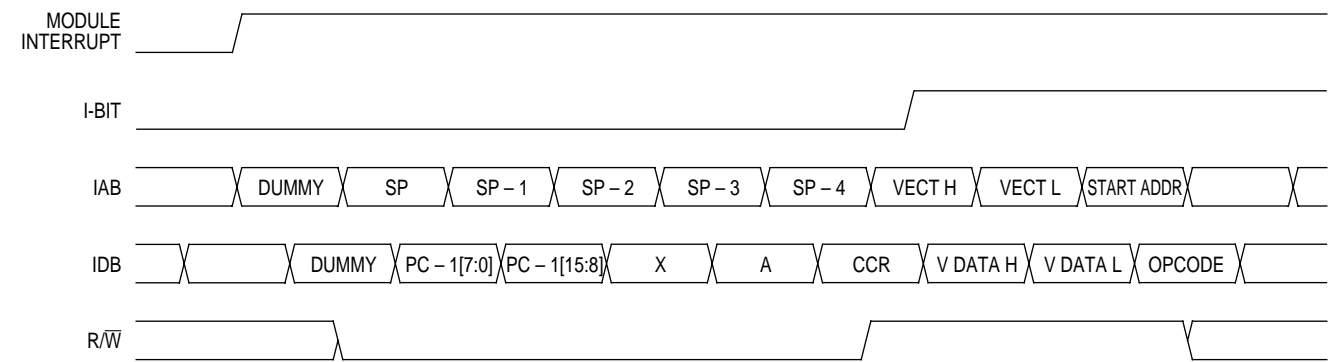 MODULE
INTERRUPT
I-BIT
IAB DUMMY SP SP – 1 SP – 2 SP – 3 SP – 4 VECT H VECT L START ADDR
IDB DUMMY PC – 1[7:0] PC – 1[15:8] X A CCR V DATA H V DATA L OPCODE
R/W̅